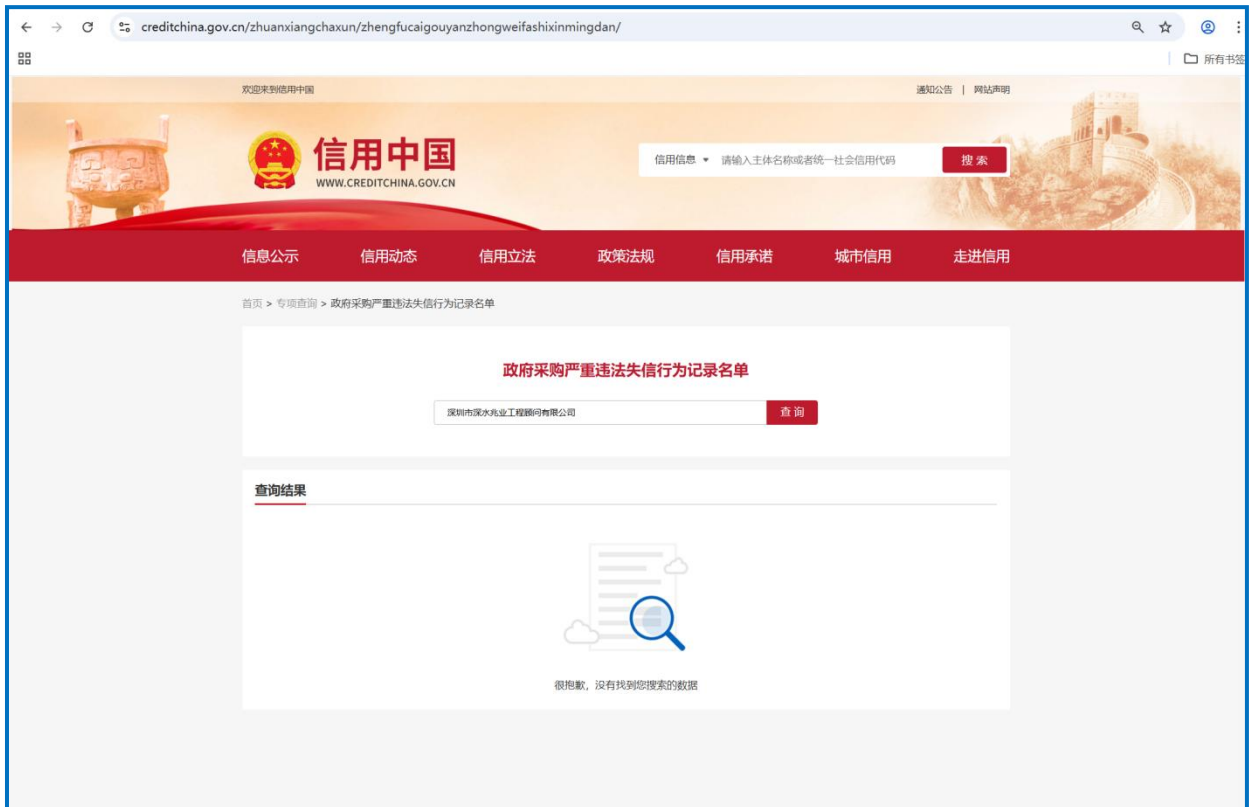 creditchina.gov.cn/zhuanxiangchaxun/zhengfucaigouyanzhongweifashixinmingdan/
所有书签
欢迎来到信用中国
通知公告 | 网站声明
信用中国
WWW.CREDITCHINA.GOV.CN
信用信息 请输入主体名称或者统一社会信用代码 搜索
信息公示 信用动态 信用立法 政策法规 信用承诺 城市信用 走进信用
首页 > 专项查询 > 政府采购严重违法失信行为记录名单
政府采购严重违法失信行为记录名单
深圳市深水兆业工程顾问有限公司 查询
查询结果
很抱歉，没有找到您搜索的数据